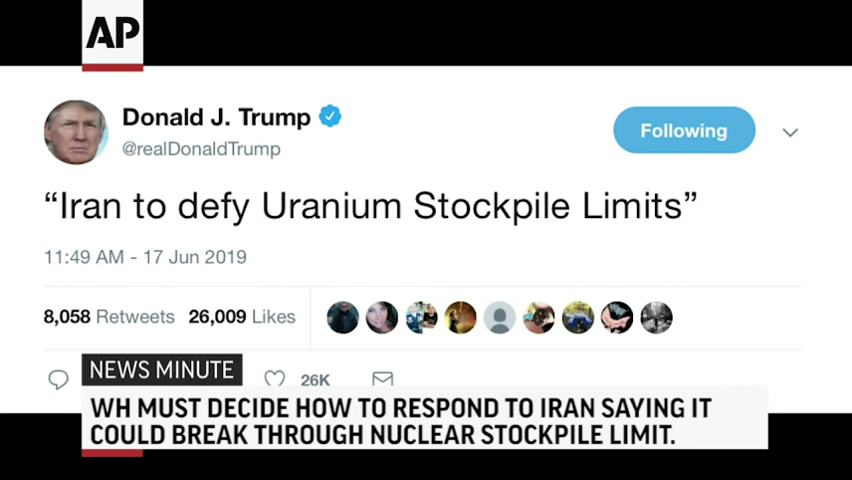 AP
Donald J. Trump
@realDonaldTrump
Following
“Iran to defy Uranium Stockpile Limits”
11:49 AM - 17 Jun 2019
8,058 Retweets 26,009 Likes
26K
NEWS MINUTE
WH MUST DECIDE HOW TO RESPOND TO IRAN SAYING IT
COULD BREAK THROUGH NUCLEAR STOCKPILE LIMIT.